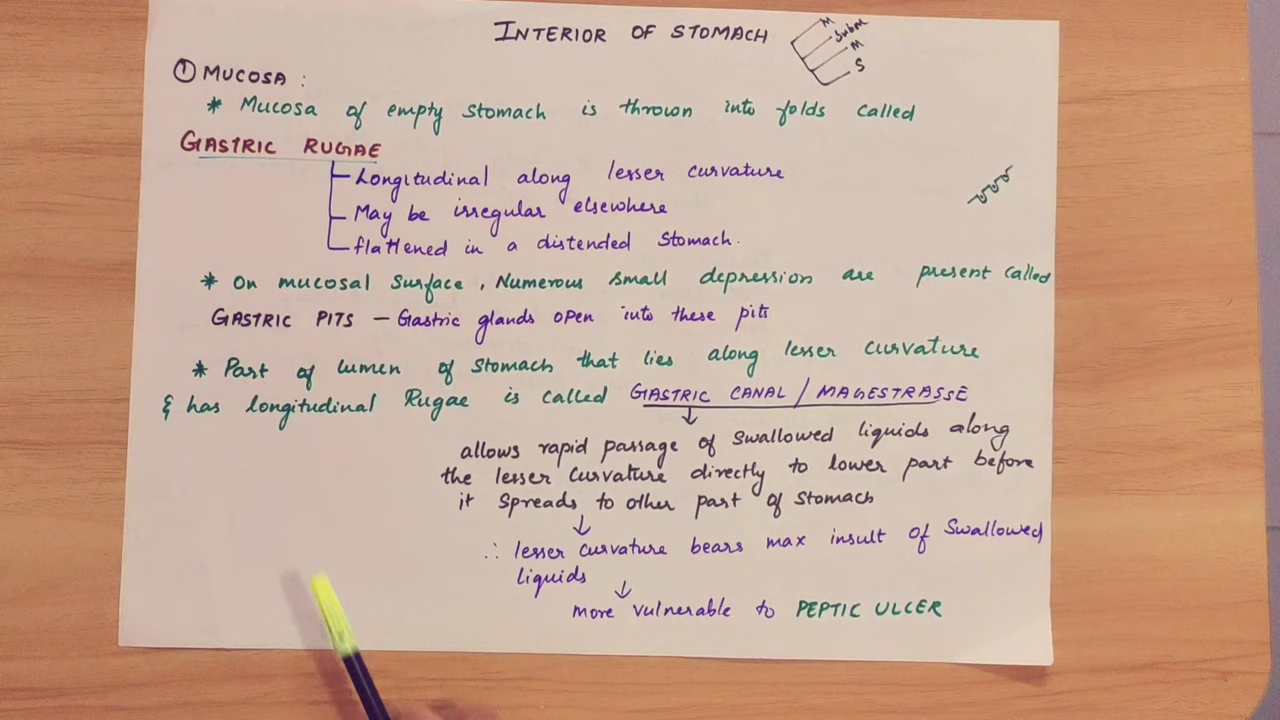 INTERIOR OF STOMACH
M
SubM
M
S
① MUCOSA :
* Mucosa of empty stomach is thrown into folds called
GASTRIC RUGAE
Longitudinal along lesser curvature
May be irregular elsewhere
flattened in a distended stomach.
* On mucosal surface, Numerous small depression are present called
GASTRIC PITS – Gastric glands open into these pits
* Part of lumen of stomach that lies along lesser curvature
& has longitudinal Rugae is called GASTRIC CANAL / MAGESTRASSE
↓
allows rapid passage of swallowed liquids along
the lesser curvature directly to lower part before
it spreads to other part of stomach
↓
∴ lesser curvature bears max insult of swallowed
liquids
↓
more vulnerable to PEPTIC ULCER